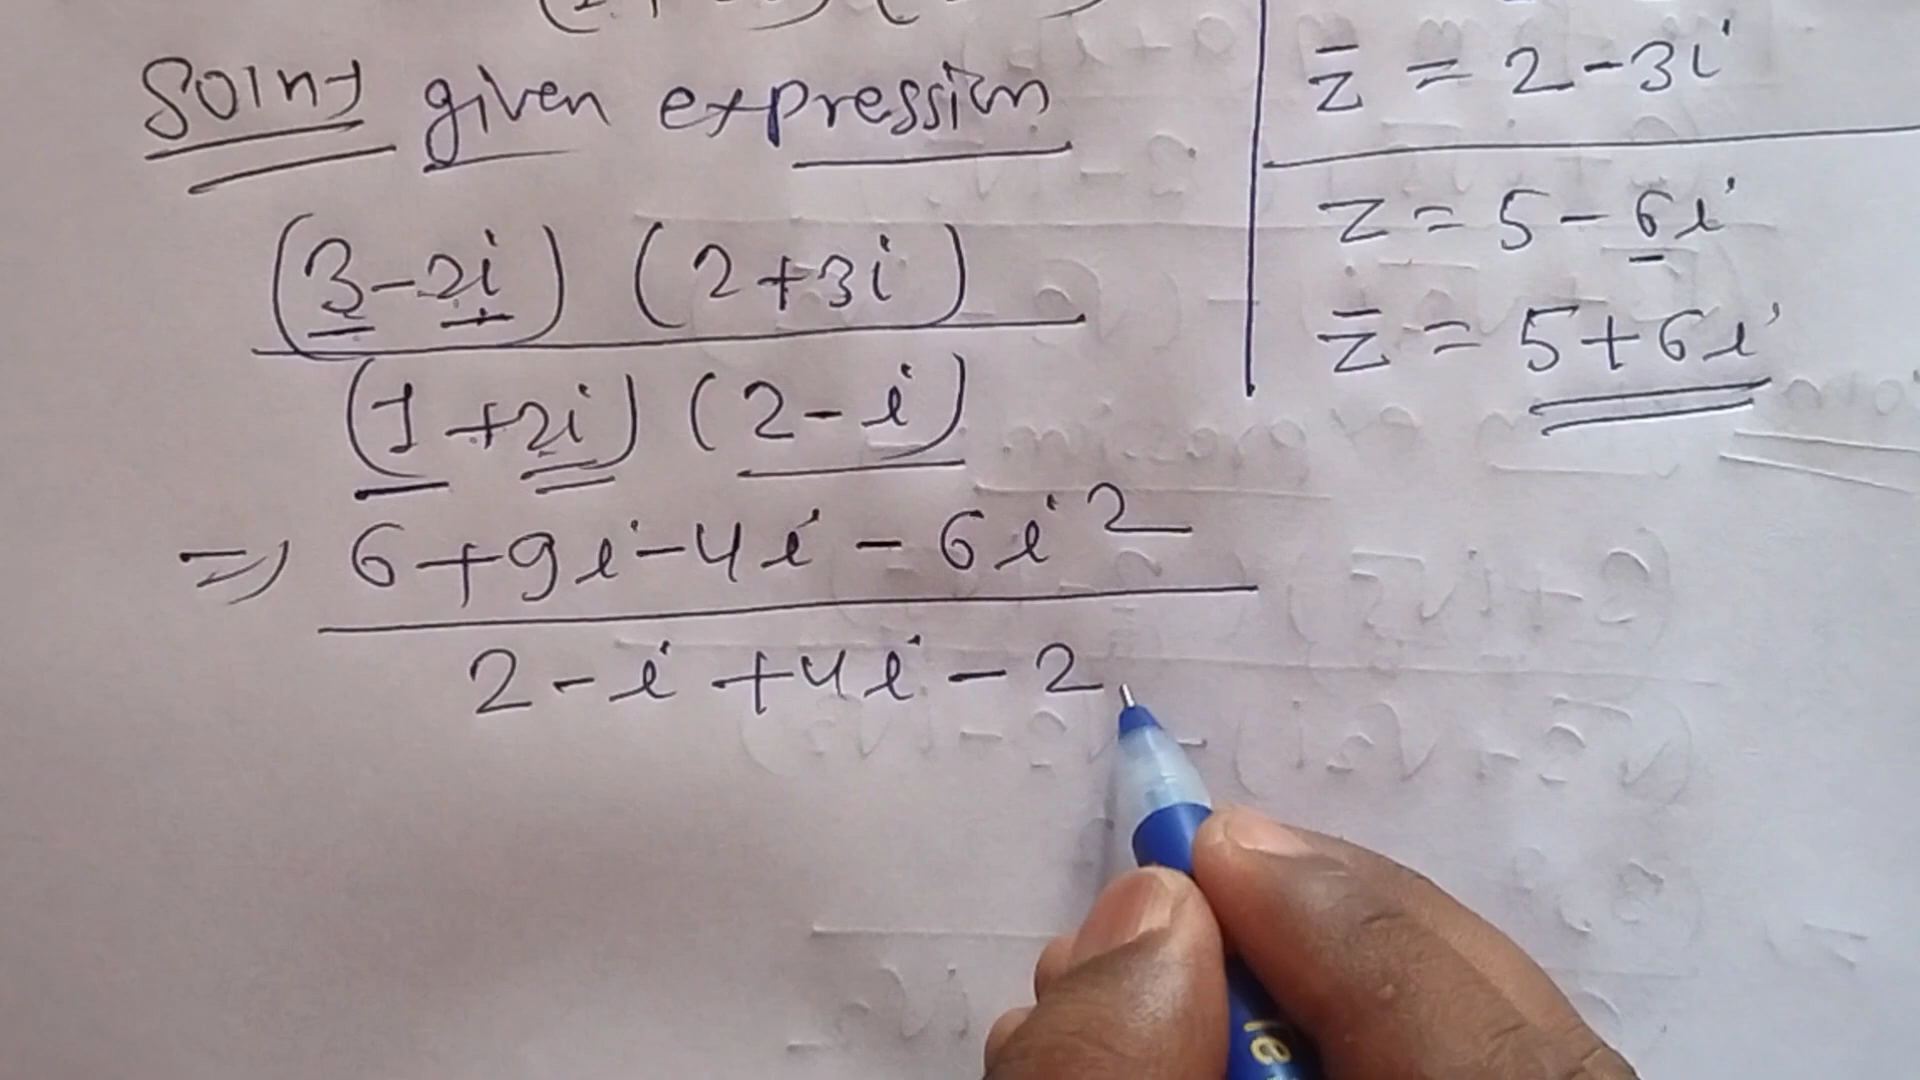 Soln given expression
(3-2i) (2+3i)
(1+2i) (2-i)
=> 6+9i-4i-6i²
2-i+4i-2
z̄ = 2-3i
z = 5-6i
z̄ = 5+6i